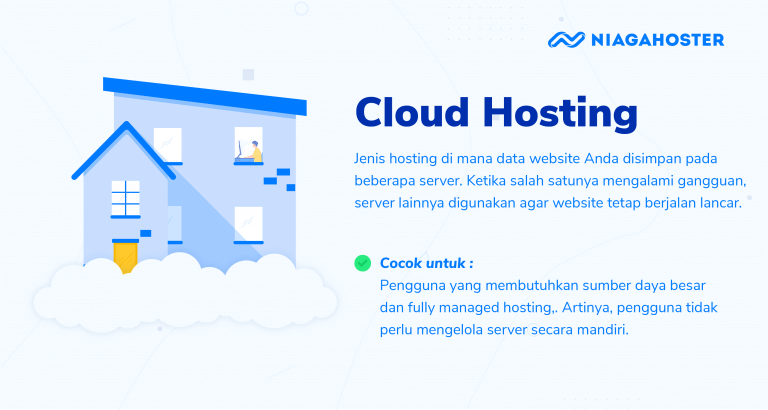 NIAGAHOSTER
Cloud Hosting
Jenis hosting di mana data website Anda disimpan pada
beberapa server. Ketika salah satunya mengalami gangguan,
server lainnya digunakan agar website tetap berjalan lancar.
Cocok untuk :
Pengguna yang membutuhkan sumber daya besar
dan fully managed hosting,. Artinya, pengguna tidak
perlu mengelola server secara mandiri.